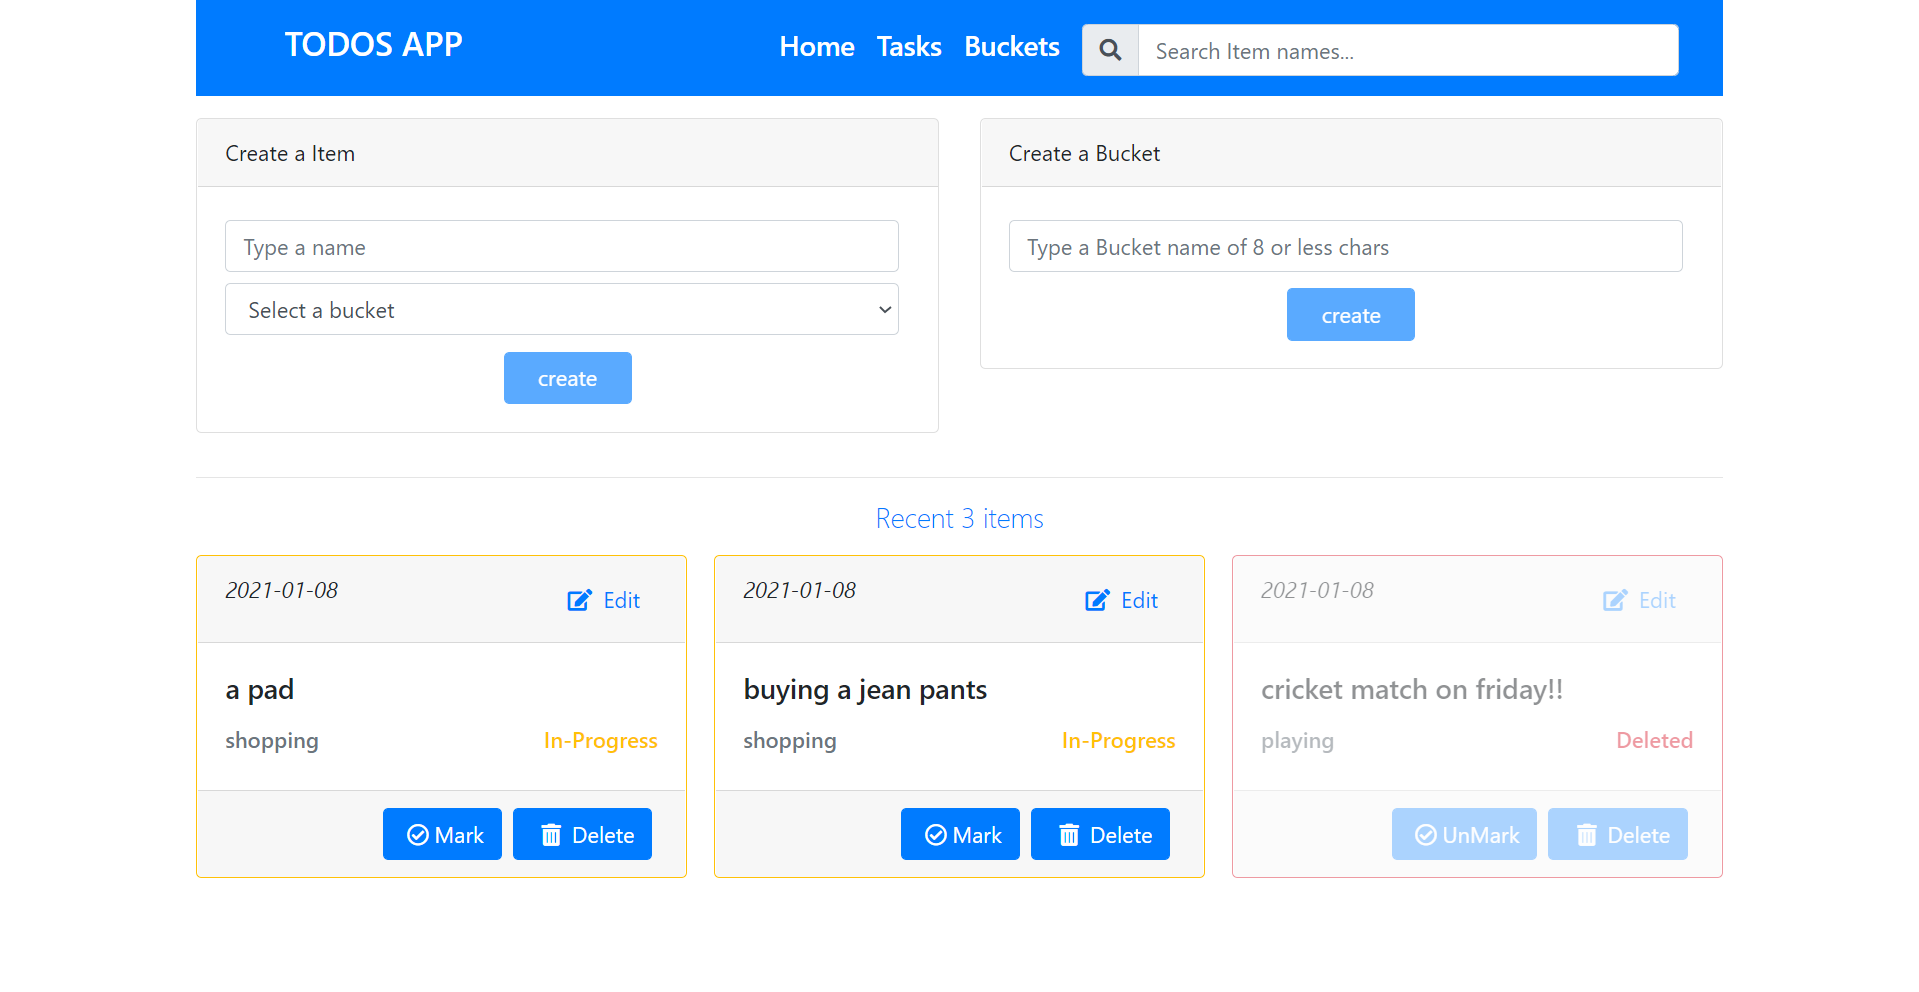 TODOS APP
Home Tasks Buckets Search Item names...
Create a Item
Type a name
Select a bucket
create
Create a Bucket
Type a Bucket name of 8 or less chars
create
Recent 3 items
2021-01-08 Edit
a pad
shopping In-Progress
Mark Delete
2021-01-08 Edit
buying a jean pants
shopping In-Progress
Mark Delete
2021-01-08 Edit
cricket match on friday!!
playing Deleted
UnMark Delete